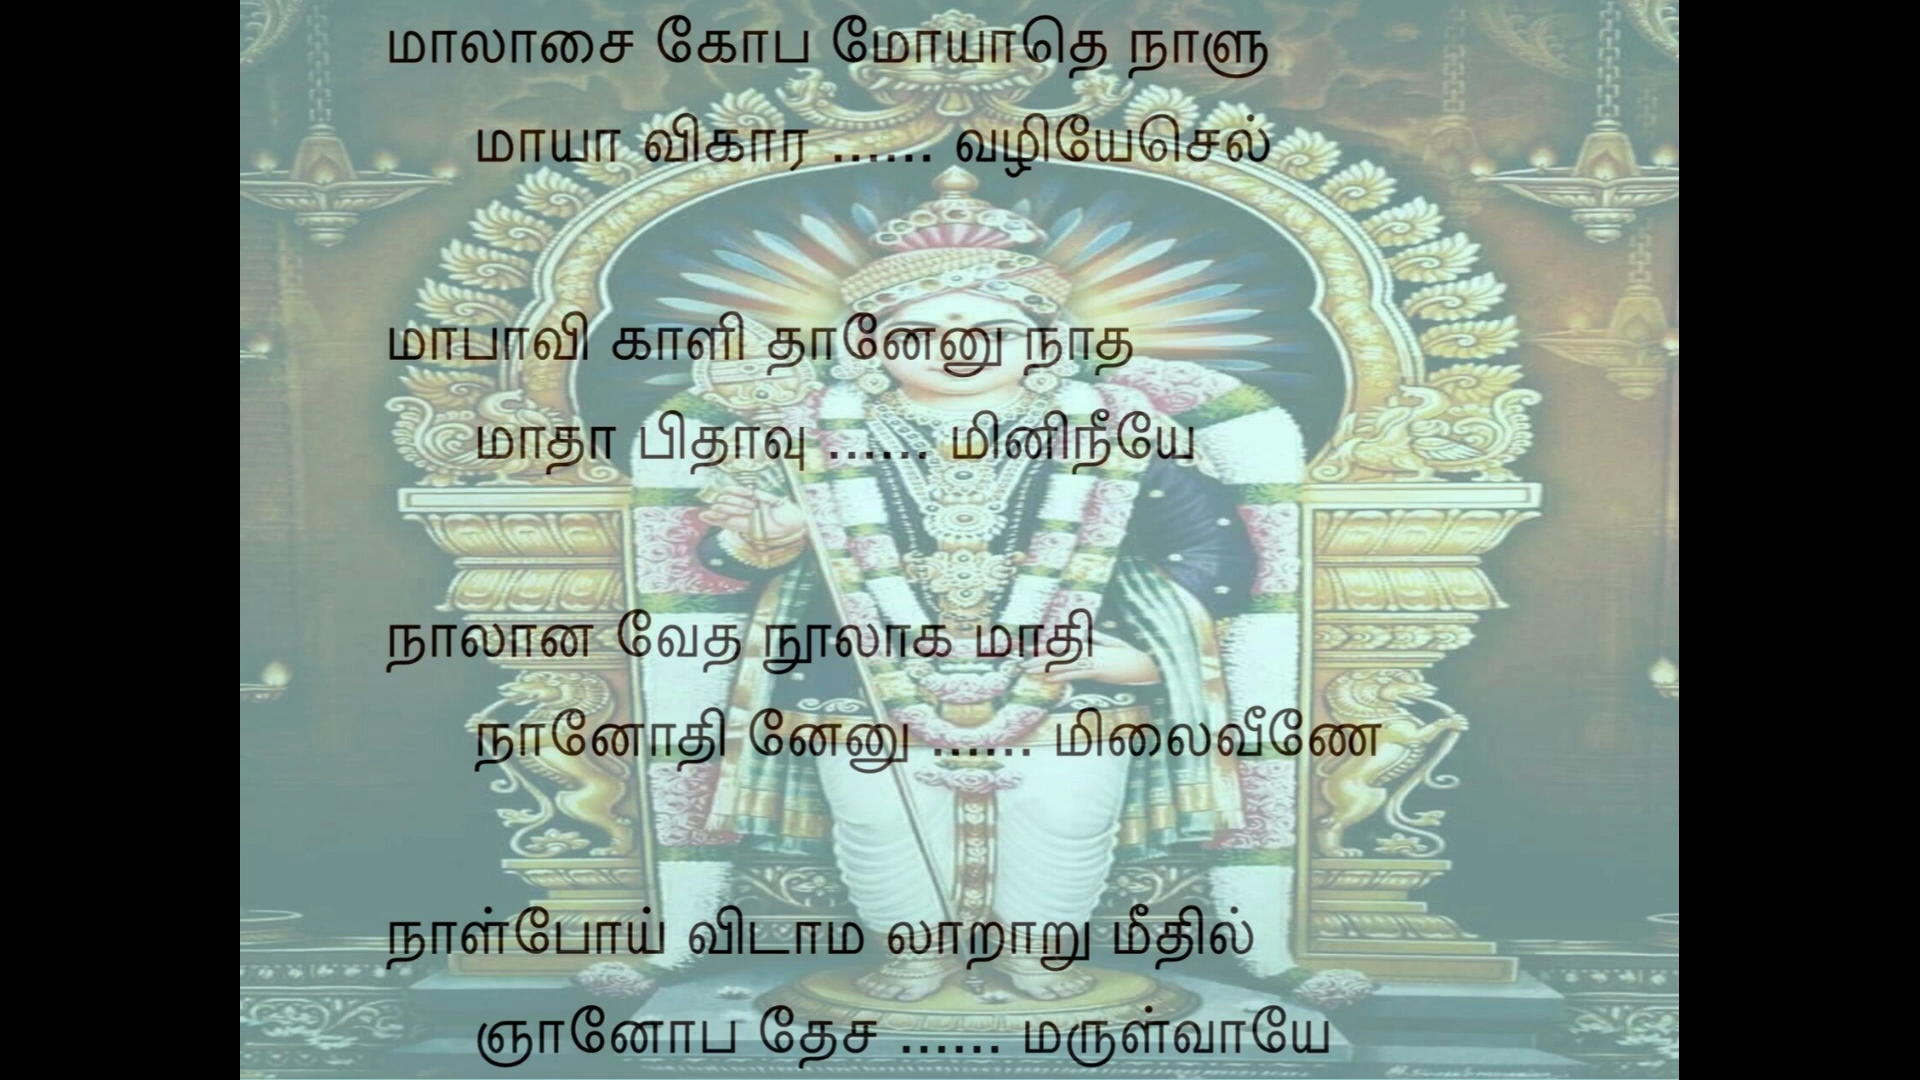 மாலாசை கோப மோயாதெ நாளு
மாயா விகார ...... வழியேசெல்
மாபாவி காளி தானேனு நாத
மாதா பிதாவு ...... மினிநீயே
நாலான வேத நூலாக மாதி
நானோதி னேனு ...... மிலைவீணே
நாள்போய் விடாம லாறாறு மீதில்
ஞானோப தேச ...... மருள்வாயே